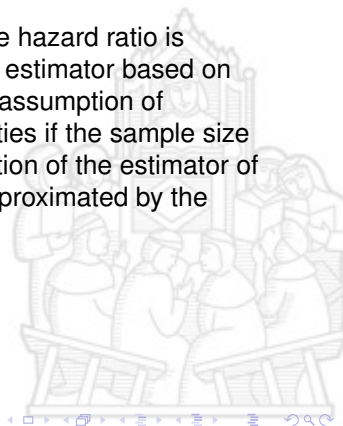 e hazard ratio is
estimator based on
assumption of
ties if the sample size
tion of the estimator of
proximated by the